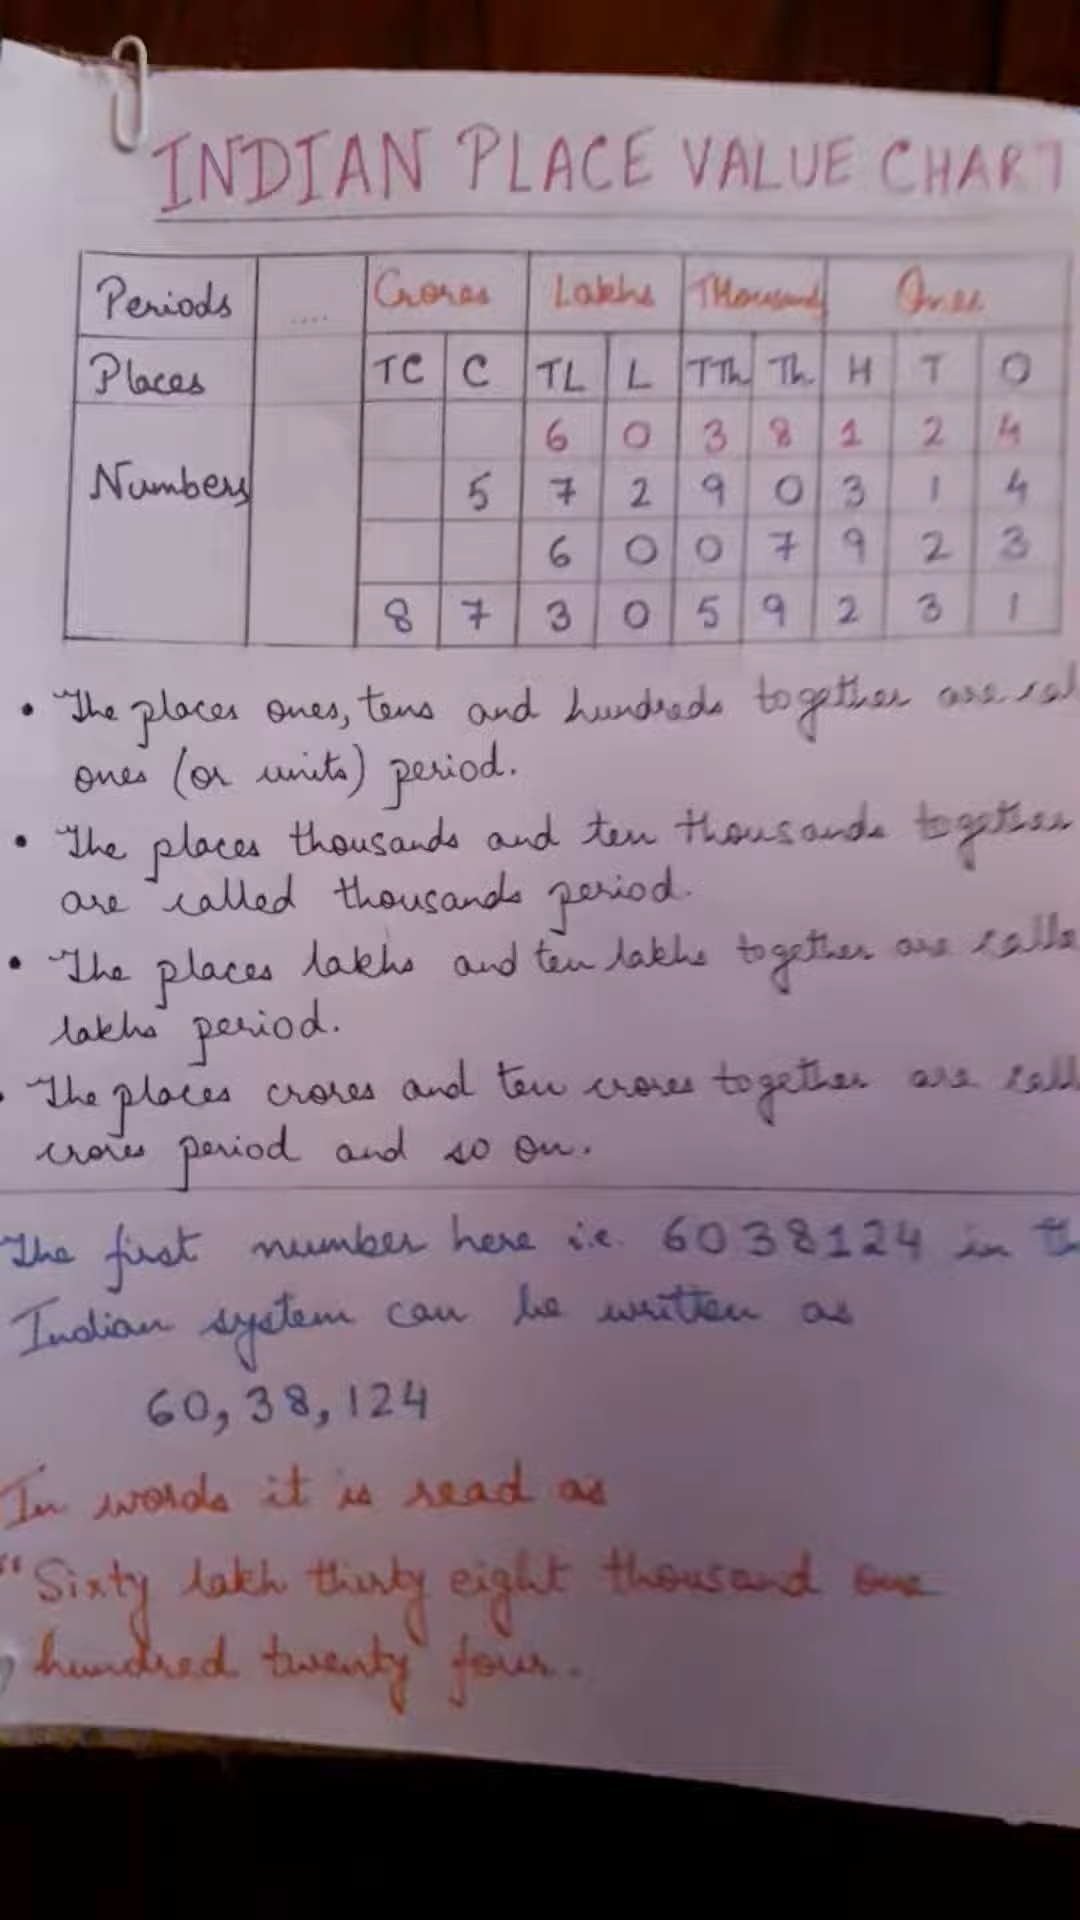 INDIAN PLACE VALUE CHART
Periods .... Crores Lakhs Thousand Ones
Places TC C TL L TTh Th H T O
6 0 3 8 1 2 4
Numbers 5 7 2 9 0 3 1 4
6 0 0 7 9 2 3
8 7 3 0 5 9 2 3 1
• The places ones, tens and hundreds together are
ones (or units) period.
• The places thousands and ten thousands together
are called thousands period.
• The places lakhs and ten lakhs together are calle
lakhs period.
• The places crores and ten crores together are call
crores period and so on.
The first number here i.e. 6038124 in th
Indian system can be written as
60,38,124
In words it is read as
"Sixty lakh thirty eight thousand one
hundred twenty four.